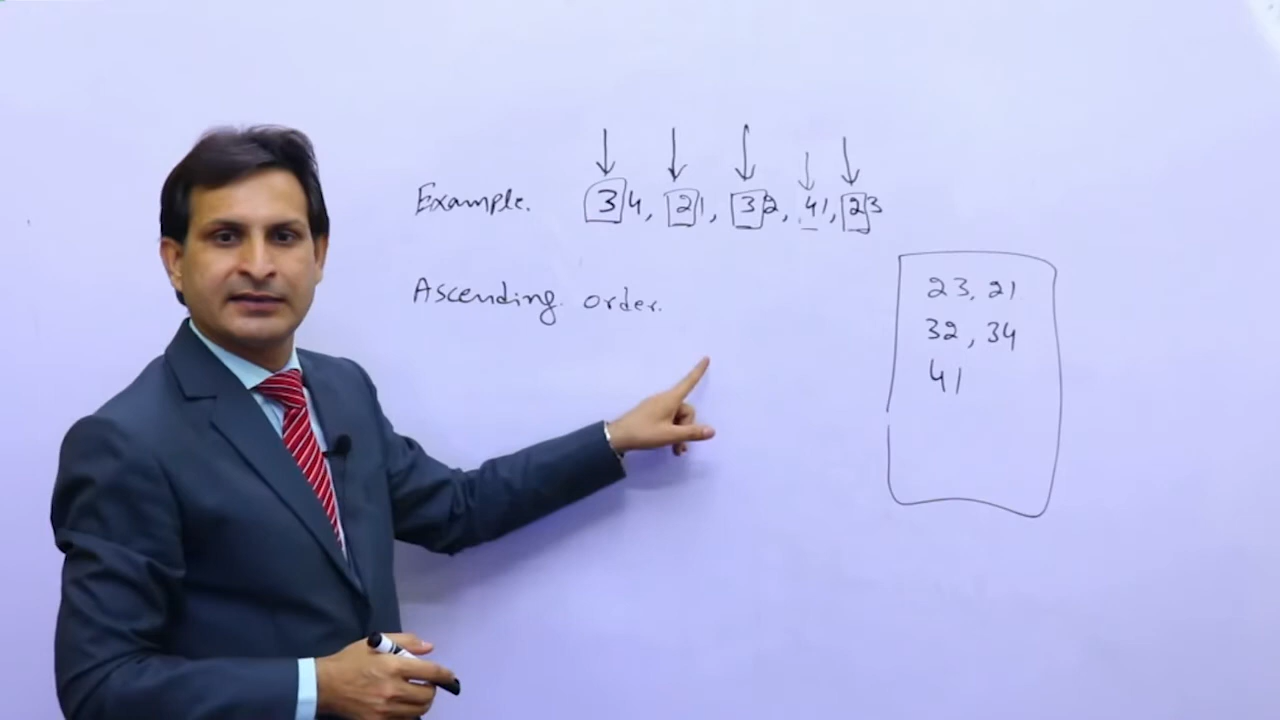 Example. 34, 21, 32, 41, 23
Ascending. order.
23, 21
32, 34
41